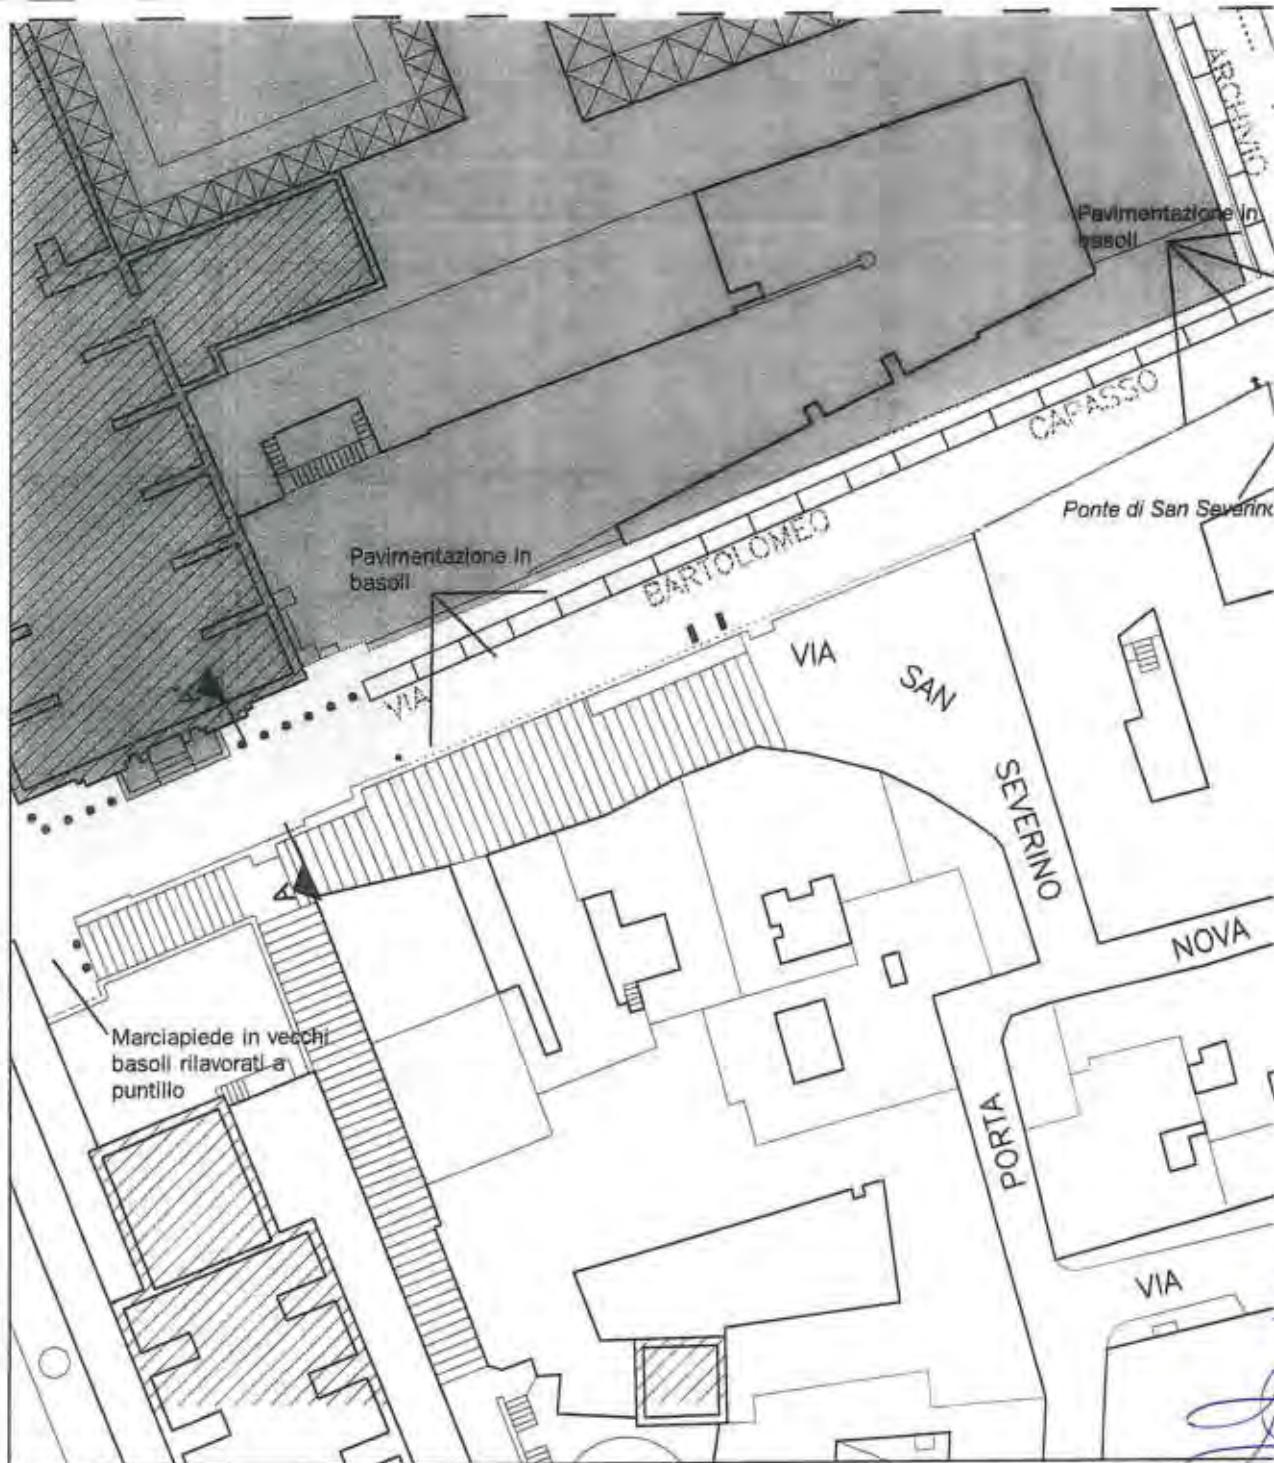 ARCHIVIO
Pavimentazione in
basoli
CAPASSO
Ponte di San Severino
Pavimentazione in
basoli
BARTOLOMEO
VIA
VIA
SAN
SEVERINO
A
NOVA
Marciapiede in vecchi
basoli rilavorati a
puntillo
PORTA
VIA